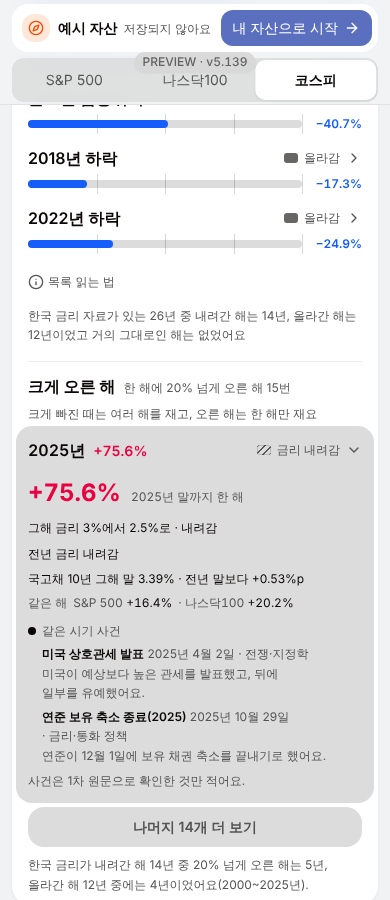 예시 자산 저장되지 않아요 내 자산으로 시작 →
PREVIEW · v5.139
S&P 500 나스닥100 코스피
−40.7%
2018년 하락 올라감
−17.3%
2022년 하락 올라감
−24.9%
목록 읽는 법
한국 금리 자료가 있는 26년 중 내려간 해는 14년, 올라간 해는
12년이었고 거의 그대로인 해는 없었어요
크게 오른 해 한 해에 20% 넘게 오른 해 15번
크게 빠진 때는 여러 해를 재고, 오른 해는 한 해만 재요
2025년 +75.6% 금리 내려감
+75.6% 2025년 말까지 한 해
그해 금리 3%에서 2.5%로 · 내려감
전년 금리 내려감
국고채 10년 그해 말 3.39% · 전년 말보다 +0.53%p
같은 해 S&P 500 +16.4% · 나스닥100 +20.2%
같은 시기 사건
미국 상호관세 발표 2025년 4월 2일 · 전쟁·지정학
미국이 예상보다 높은 관세를 발표했고, 뒤에
일부를 유예했어요.
연준 보유 축소 종료(2025) 2025년 10월 29일
· 금리·통화 정책
연준이 12월 1일에 보유 채권 축소를 끝내기로 했어요.
사건은 1차 원문으로 확인한 것만 적어요.
나머지 14개 더 보기
한국 금리가 내려간 해 14년 중 20% 넘게 오른 해는 5년,
올라간 해 12년 중에는 4년이었어요(2000~2025년).